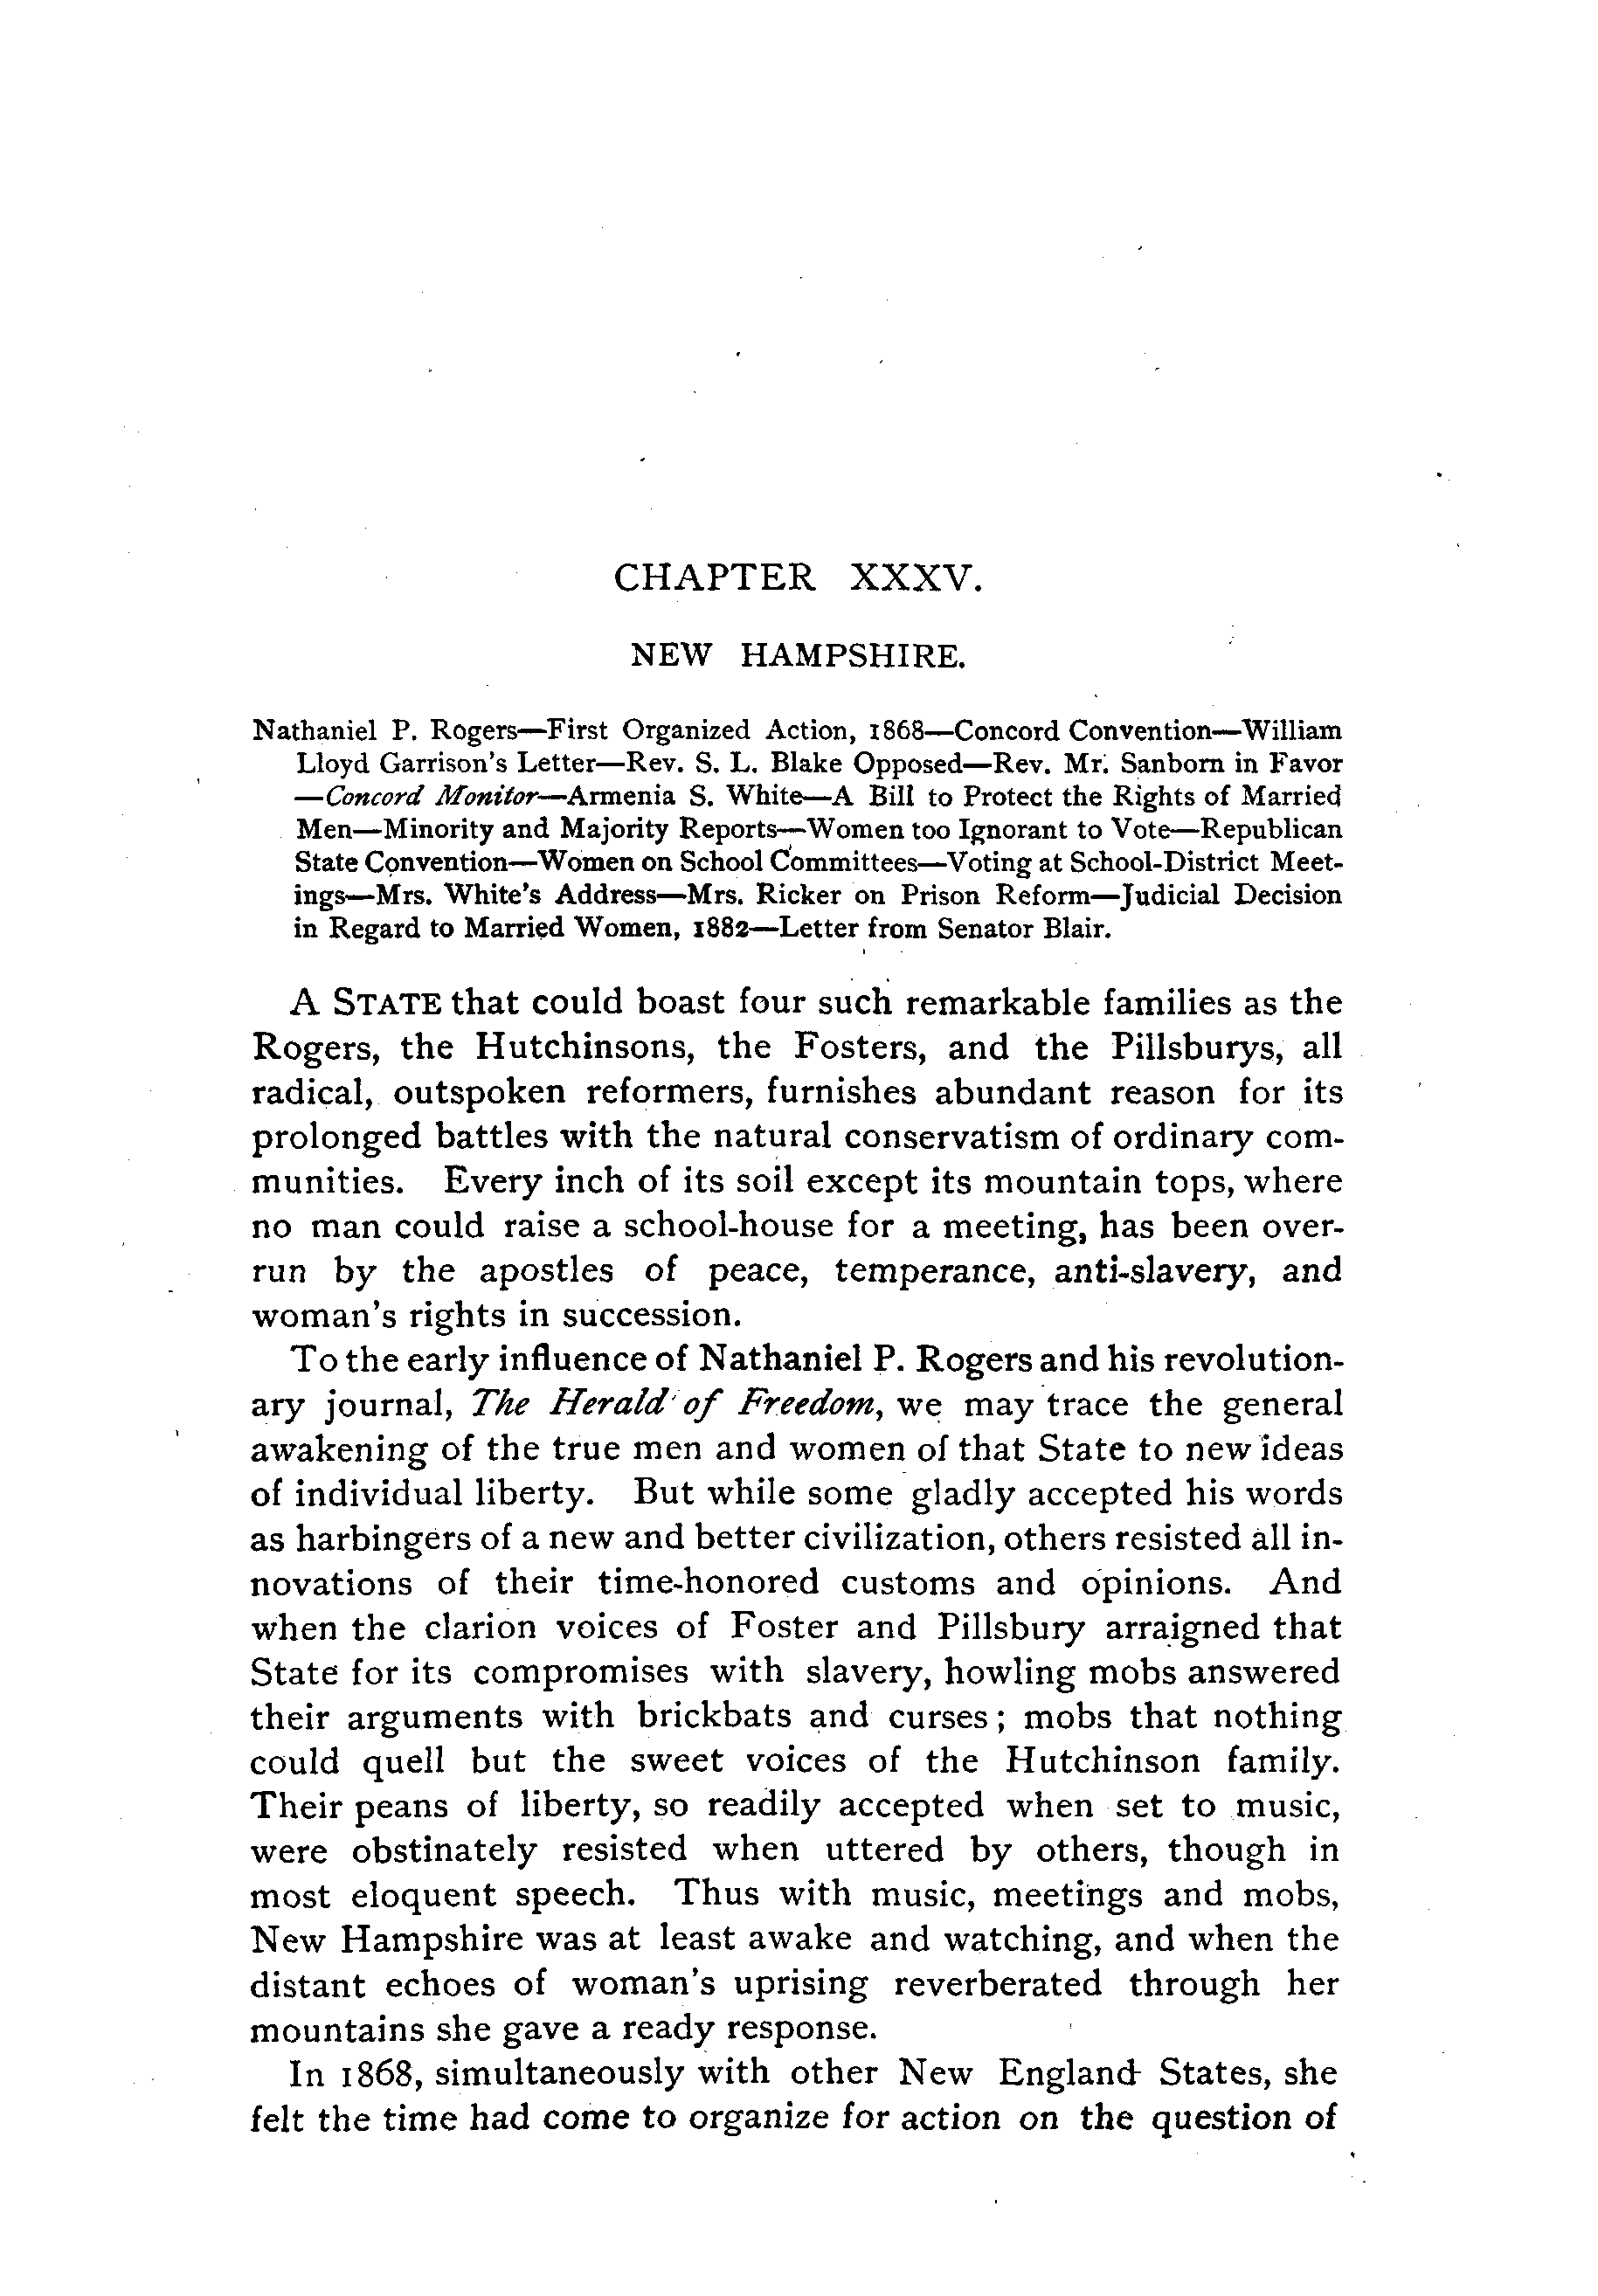 CHAPTER XXXV.
NEW HAMPSHIRE.
Nathaniel P. Rogers—First Organized Action, 1868—Concord Convention—William
Lloyd Garrison's Letter—Rev. S. L. Blake Opposed—Rev. Mr. Sanborn in Favor
—Concord Monitor—Armenia S. White—A Bill to Protect the Rights of Married
Men—Minority and Majority Reports—Women too Ignorant to Vote—Republican
State Convention—Women on School Committees—Voting at School-District Meet-
ings—Mrs. White's Address—Mrs. Ricker on Prison Reform—Judicial Decision
in Regard to Married Women, 1882—Letter from Senator Blair.
A STATE that could boast four such remarkable families as the
Rogers, the Hutchinsons, the Fosters, and the Pillsburys, all
radical, outspoken reformers, furnishes abundant reason for its
prolonged battles with the natural conservatism of ordinary com-
munities. Every inch of its soil except its mountain tops, where
no man could raise a school-house for a meeting, has been over-
run by the apostles of peace, temperance, anti-slavery, and
woman's rights in succession.
To the early influence of Nathaniel P. Rogers and his revolution-
ary journal, The Herald of Freedom, we may trace the general
awakening of the true men and women of that State to new ideas
of individual liberty. But while some gladly accepted his words
as harbingers of a new and better civilization, others resisted all in-
novations of their time-honored customs and opinions. And
when the clarion voices of Foster and Pillsbury arraigned that
State for its compromises with slavery, howling mobs answered
their arguments with brickbats and curses; mobs that nothing
could quell but the sweet voices of the Hutchinson family.
Their peans of liberty, so readily accepted when set to music,
were obstinately resisted when uttered by others, though in
most eloquent speech. Thus with music, meetings and mobs,
New Hampshire was at least awake and watching, and when the
distant echoes of woman's uprising reverberated through her
mountains she gave a ready response.
In 1868, simultaneously with other New England States, she
felt the time had come to organize for action on the question of